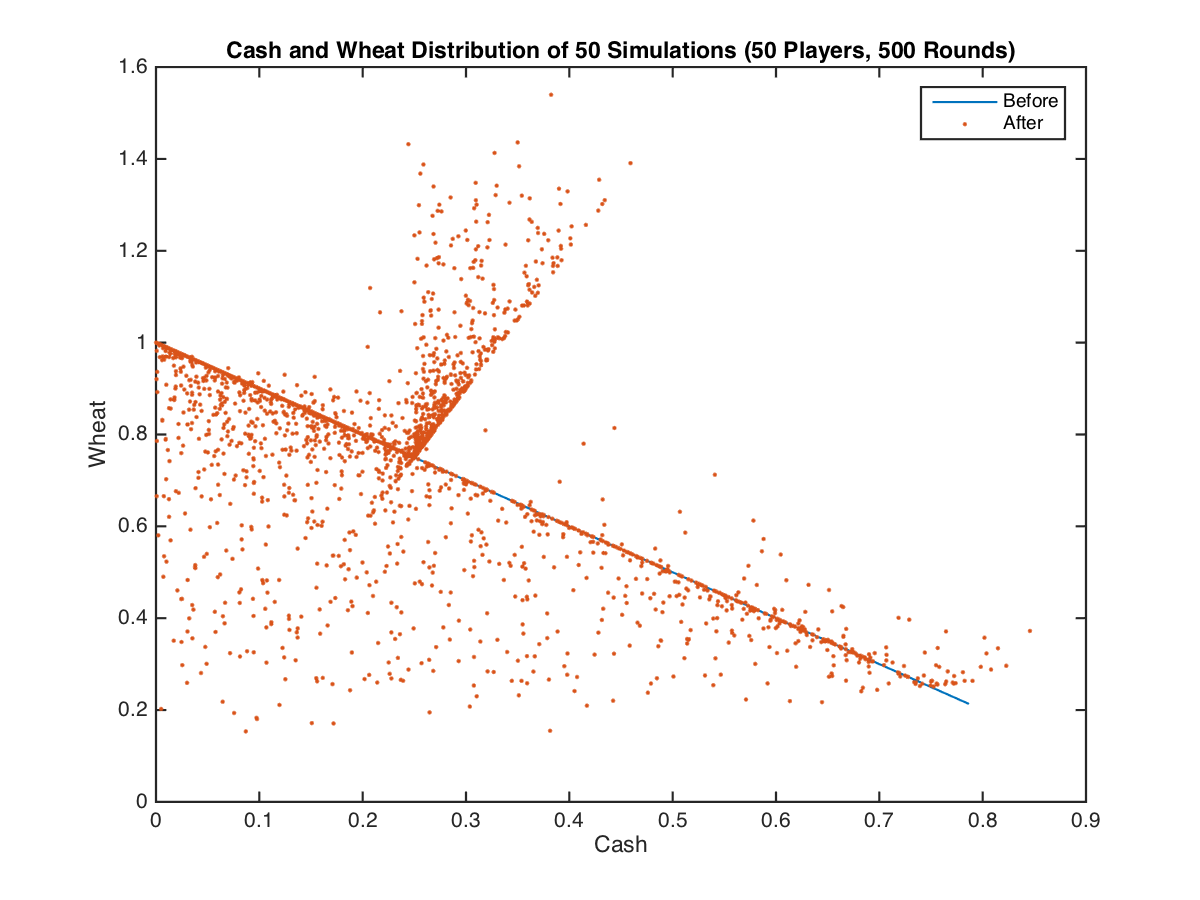 Cash and Wheat Distribution of 50 Simulations (50 Players, 500 Rounds)
Before
After
1.6
1.4
1.2
1
0.8
0.6
0.4
0.2
0
Wheat
0 0.1 0.2 0.3 0.4 0.5 0.6 0.7 0.8 0.9
Cash